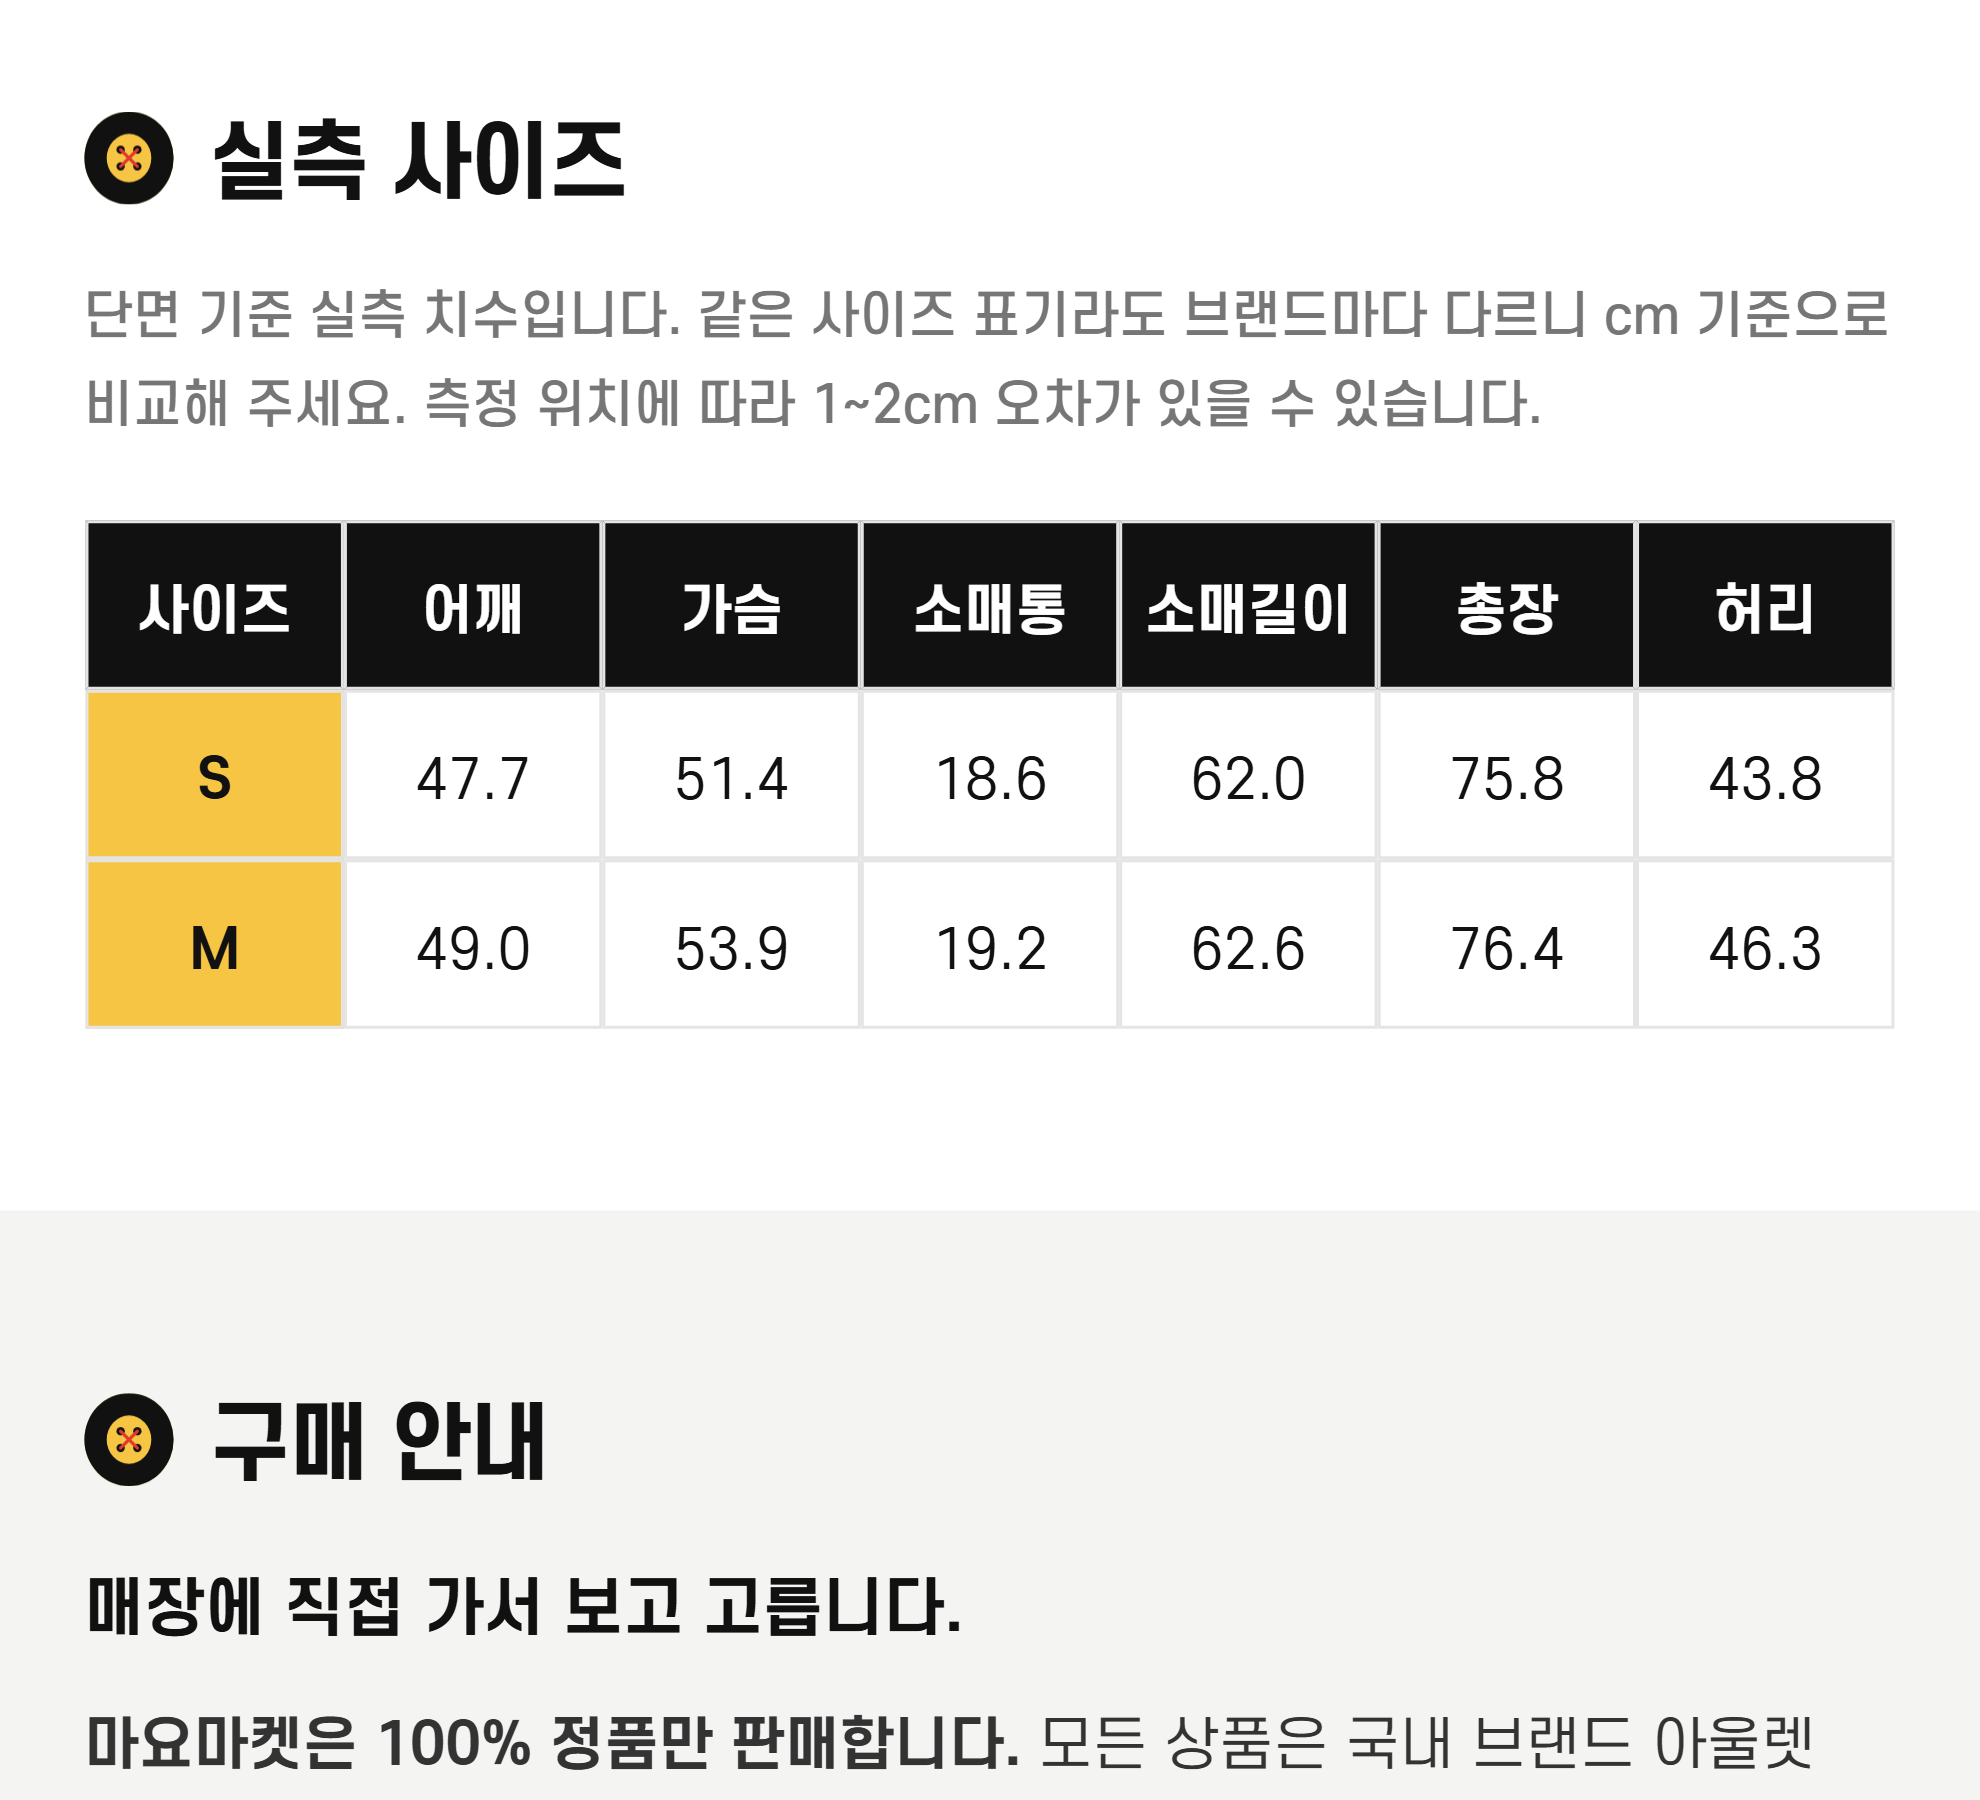 실측 사이즈
단면 기준 실측 치수입니다. 같은 사이즈 표기라도 브랜드마다 다르니 cm 기준으로
비교해 주세요. 측정 위치에 따라 1~2cm 오차가 있을 수 있습니다.
사이즈 어깨 가슴 소매통 소매길이 총장 허리
S 47.7 51.4 18.6 62.0 75.8 43.8
M 49.0 53.9 19.2 62.6 76.4 46.3
구매 안내
매장에 직접 가서 보고 고릅니다.
마요마켓은 100% 정품만 판매합니다. 모든 상품은 국내 브랜드 아울렛